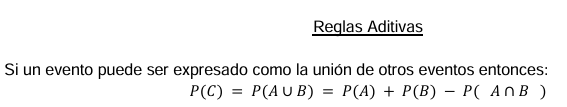 Reglas Aditivas
Si un evento puede ser expresado como la unión de otros eventos entonces:
P(C) = P(A ∪ B) = P(A) + P(B) − P( A ∩ B )